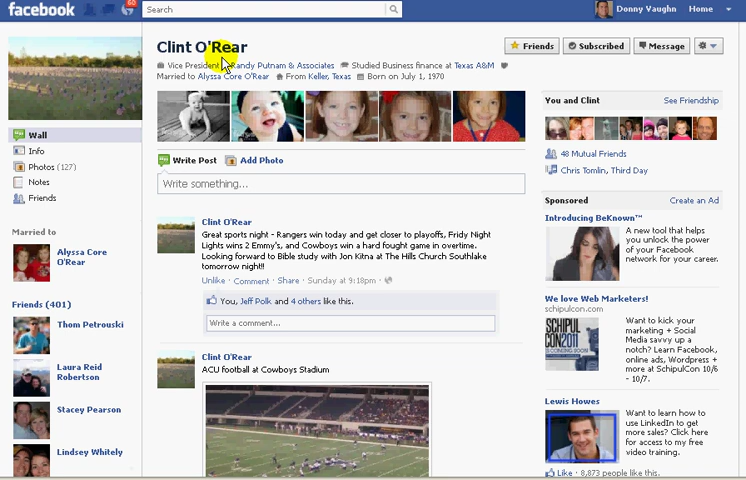 facebook
60
Search
Donny Vaughn
Home
Clint O'Rear
Friends
Subscribed
Message
Vice President
Randy Putnam & Associates
Studied Business finance at Texas A&M
Married to Alyssa Core O'Rear
From Keller, Texas
Born on July 1, 1970
Wall
Info
Photos (127)
Notes
Friends
Married to
Alyssa Core
O'Rear
Friends (401)
Thom Petrouski
Laura Reid
Robertson
Stacey Pearson
Lindsey Whitely
Write Post
Add Photo
Write something...
Clint O'Rear
Great sports night - Rangers win today and get closer to playoffs, Fridy Night
Lights wins 2 Emmy's, and Cowboys win a hard fought game in overtime.
Looking forward to Bible study with Jon Kitna at The Hills Church Southlake
tomorrow night!!
Unlike · Comment · Share · Sunday at 9:18pm ·
You, Jeff Polk and 4 others like this.
Write a comment...
Clint O'Rear
ACU football at Cowboys Stadium
You and Clint
See Friendship
48 Mutual Friends
Chris Tomlin, Third Day
Sponsored
Create an Ad
Introducing BeKnown™
A new tool that helps
you unlock the power
of your Facebook
network for your career.
We love Web Marketers!
schipulcon.com
SCHIPUL
CON2011
Want to kick your
marketing + Social
Media savvy up a
notch? Learn Facebook,
online ads, Wordpress +
more at SchipulCon 10/6
- 10/7.
Lewis Howes
Want to learn how to
use LinkedIn to get
more sales? Click here
for access to my free
video training.
Like · 8,873 people like this.